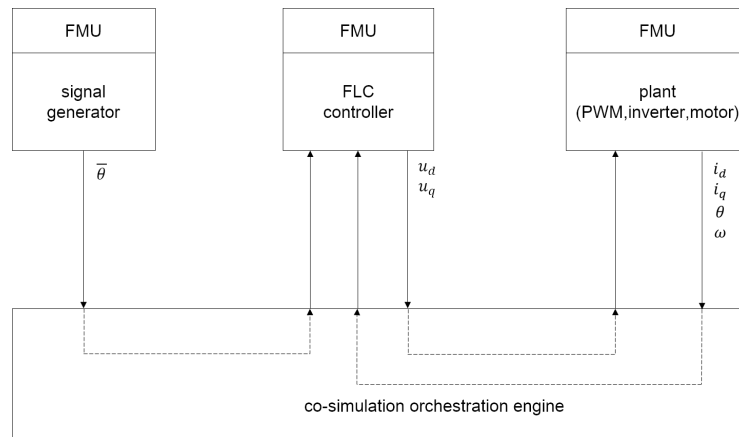 FMU
signal
generator
FMU
FLC
controller
FMU
plant
(PWM,inverter,motor)
θ̅
u_d
u_q
i_d
i_q
θ
ω
co-simulation orchestration engine